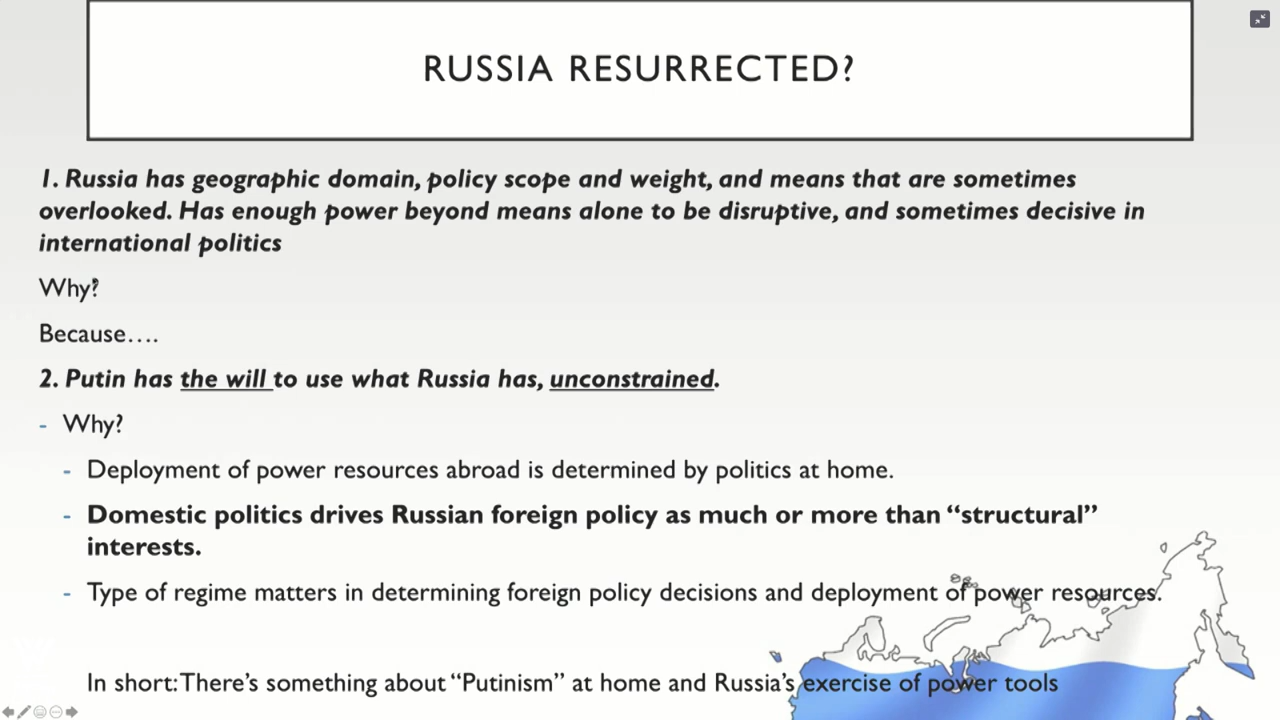 RUSSIA RESURRECTED?
1. Russia has geographic domain, policy scope and weight, and means that are sometimes
overlooked. Has enough power beyond means alone to be disruptive, and sometimes decisive in
international politics
Why?
Because….
2. Putin has the will to use what Russia has, unconstrained.
- Why?
- Deployment of power resources abroad is determined by politics at home.
- Domestic politics drives Russian foreign policy as much or more than “structural”
interests.
- Type of regime matters in determining foreign policy decisions and deployment of power resources.
In short: There’s something about “Putinism” at home and Russia’s exercise of power tools